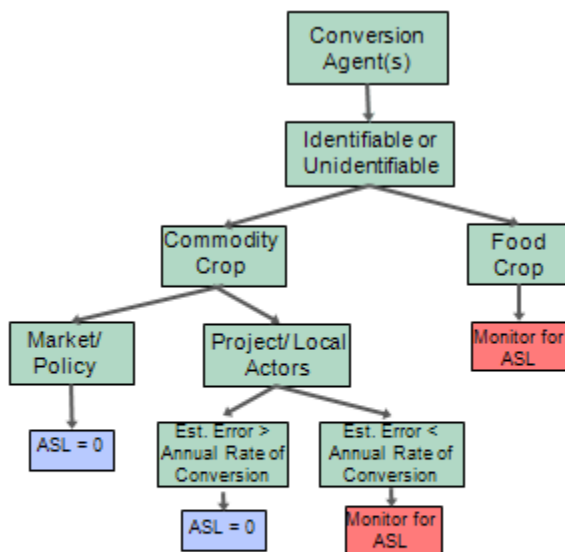 Conversion
Agent(s)
Identifiable or
Unidentifiable
Commodity
Crop
Food
Crop
Market/
Policy
Project/ Local
Actors
Monitor for
ASL
ASL = 0
Est. Error >
Annual Rate of
Conversion
Est. Error <
Annual Rate of
Conversion
ASL = 0
Monitor for
ASL